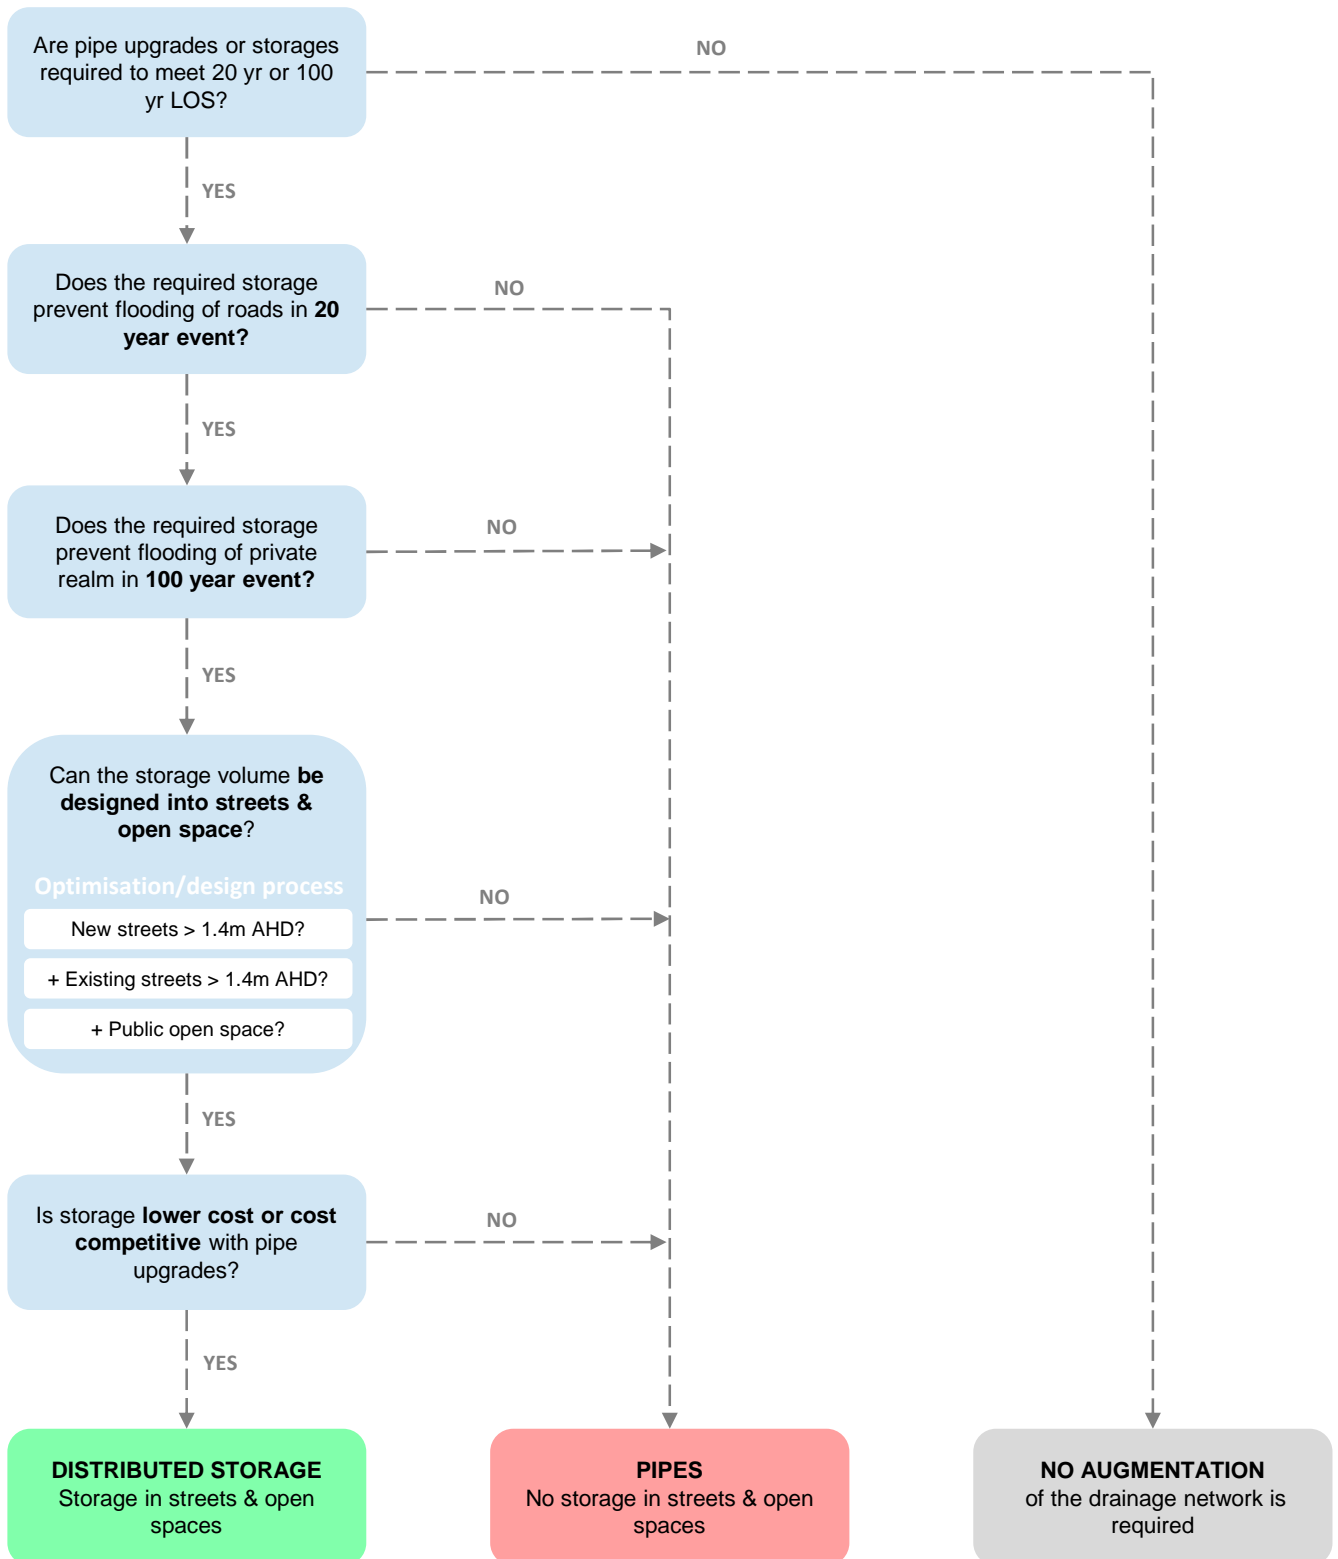 Are pipe upgrades or storages
required to meet 20 yr or 100
yr LOS?
NO
YES
Does the required storage
prevent flooding of roads in 20
year event?
NO
YES
Does the required storage
prevent flooding of private
realm in 100 year event?
NO
YES
Can the storage volume be
designed into streets &
open space?
Optimisation/design process
New streets > 1.4m AHD?
+ Existing streets > 1.4m AHD?
+ Public open space?
NO
YES
Is storage lower cost or cost
competitive with pipe
upgrades?
NO
YES
DISTRIBUTED STORAGE
Storage in streets & open
spaces
PIPES
No storage in streets & open
spaces
NO AUGMENTATION
of the drainage network is
required